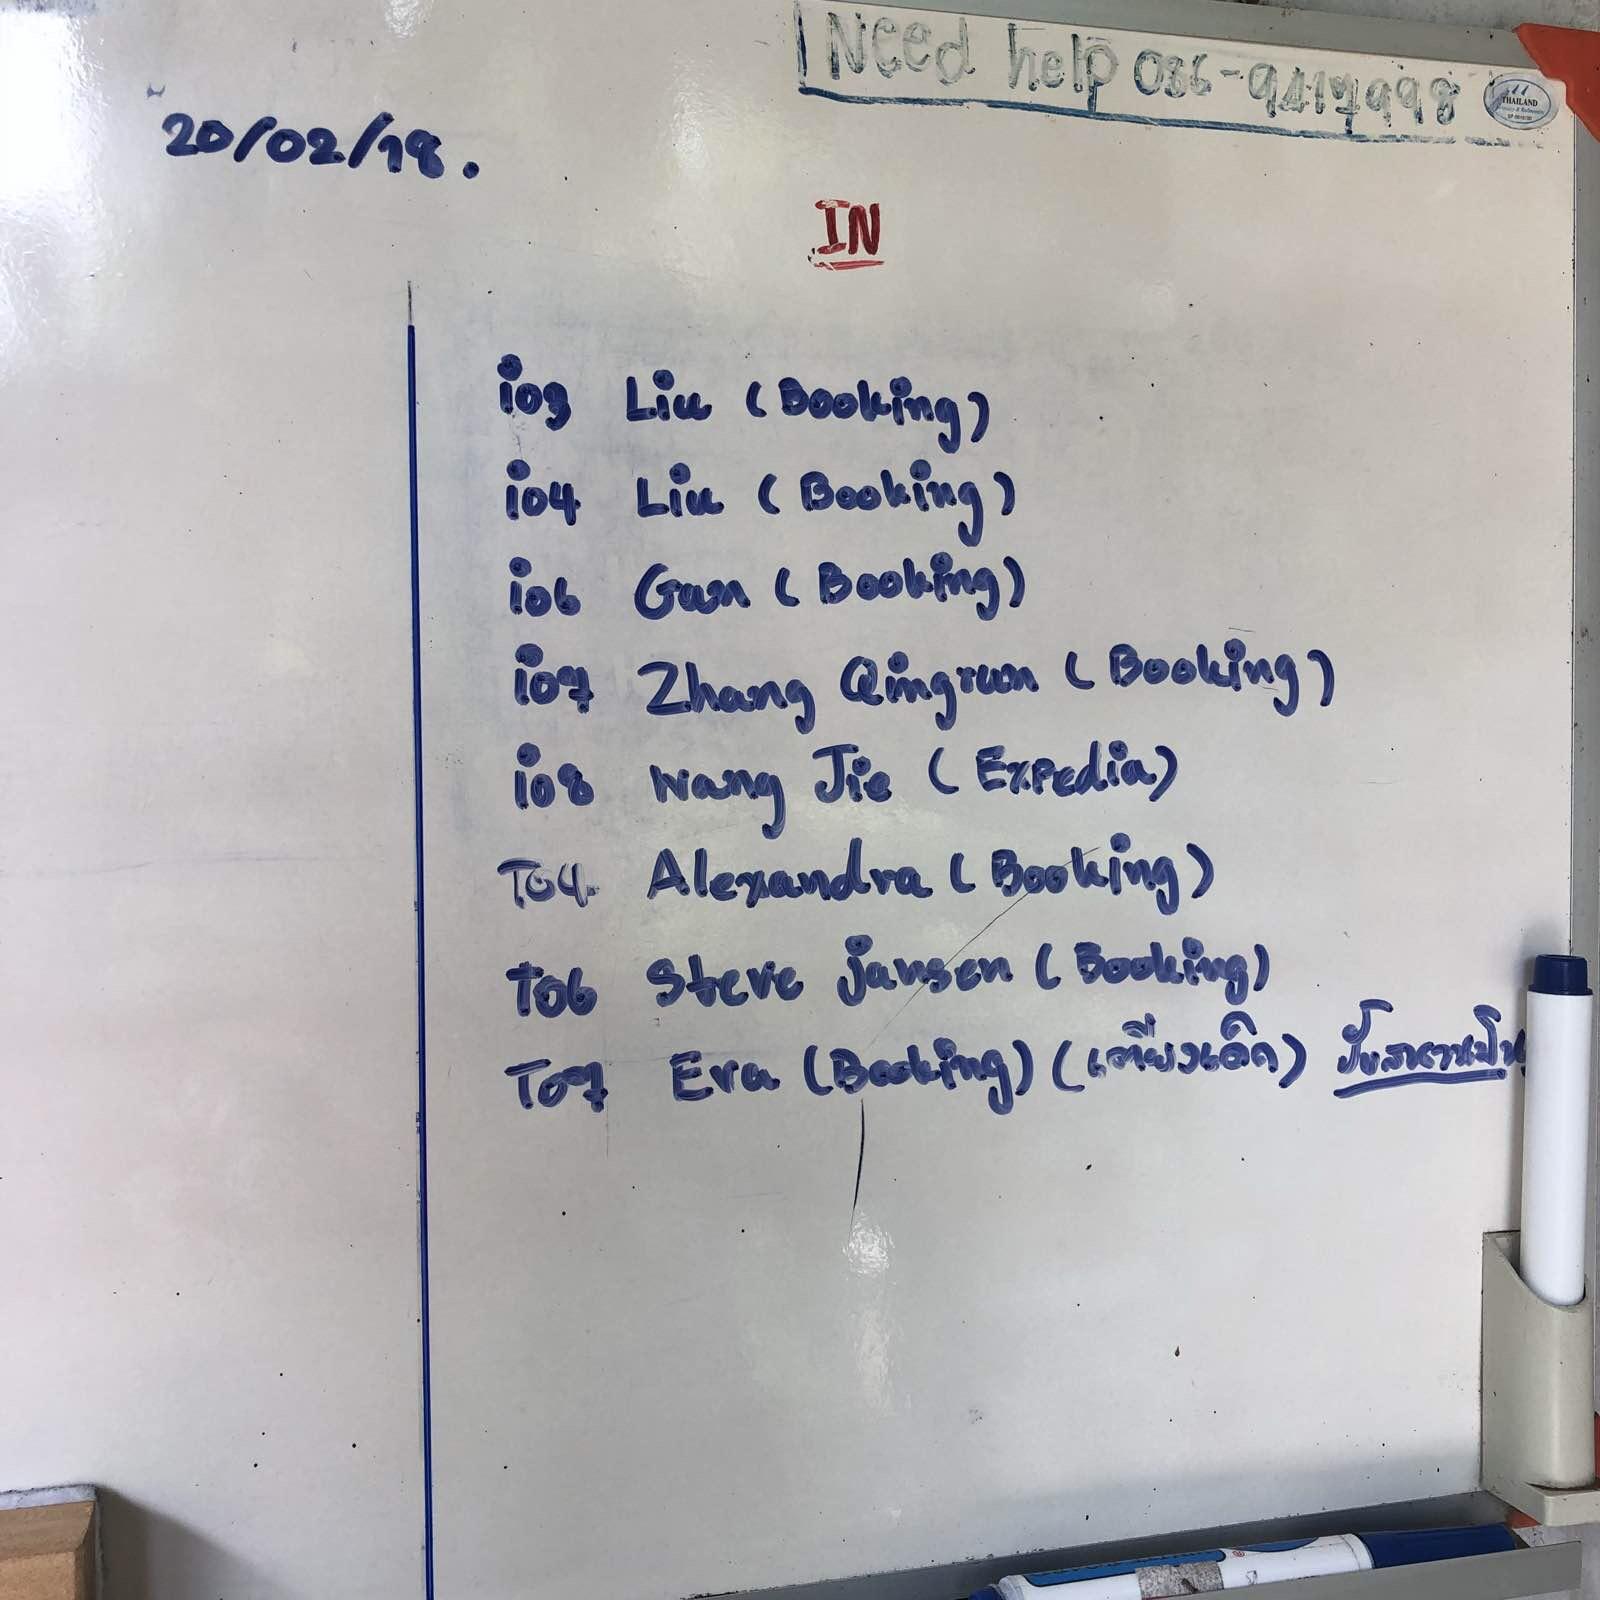 Need help 086-9417998
THAILAND
20/02/18.
IN
i03 Liu (Booking)
i04 Liu (Booking)
i06 Gun (Booking)
i07 Zhang Qingrun (Booking)
i08 Wang Jie (Expedia)
T04 Alexandra (Booking)
T06 Steve jansen (Booking)
T07 Eva (Booking) (เตียงเด็ก)